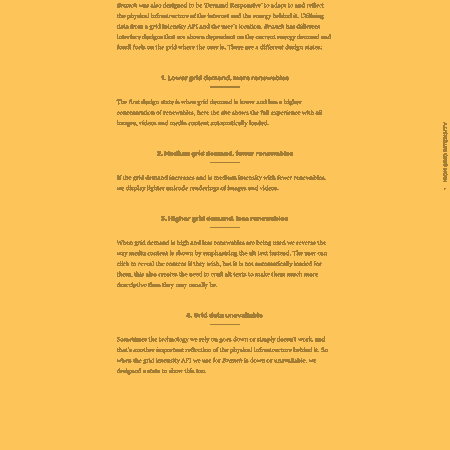 Branch was also designed to be 'Demand Responsive' to adapt to and reflect
the physical infrastructure of the internet and the energy behind it. Utilising
data from a grid intensity API and the user's location, Branch has different
interface designs that are shown dependent on the current energy demand and
fossil fuels on the grid where the user is. There are 4 different design states:
1. Lower grid demand, more renewables
The first design state is when grid demand is lower and has a higher
concentration of renewables, here the site shows the full experience with all
images, videos and media content automatically loaded.
2. Medium grid demand, fewer renewables
If the grid demand increases and is medium intensity with fewer renewables,
we display lighter unicode renderings of images and videos.
3. Higher grid demand, less renewables
When grid demand is high and less renewables are being used we reverse the
way media content is shown by emphasising the alt text instead. The user can
click to reveal the content if they wish, but it is not automatically loaded for
them, this also creates the need to craft alt texts to make them much more
descriptive than they may usually be.
4. Grid data unavailable
Sometimes the technology we rely on goes down or simply doesn't work, and
that's another important reflection of the physical infrastructure behind it. So
when the grid intensity API we use for Branch is down or unavailable, we
designed a state to show this too.